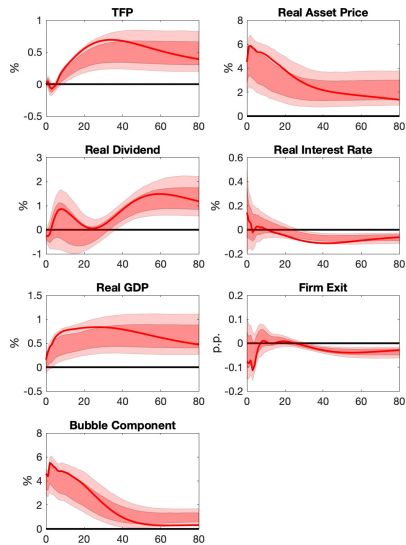 TFP
Real Asset Price
%
1
0.5
0
-0.5
0 20 40 60 80
%
8
6
4
2
0
0 20 40 60 80
Real Dividend
Real Interest Rate
%
3
2
1
0
-1
0 20 40 60 80
%
0.6
0.4
0.2
0
-0.2
0 20 40 60 80
Real GDP
Firm Exit
%
1.5
1
0.5
0
0.5
0 20 40 60 80
p.p.
0.2
0.1
0
-0.1
-0.2
0 20 40 60 80
Bubble Component
%
8
6
4
2
0
0 20 40 60 80